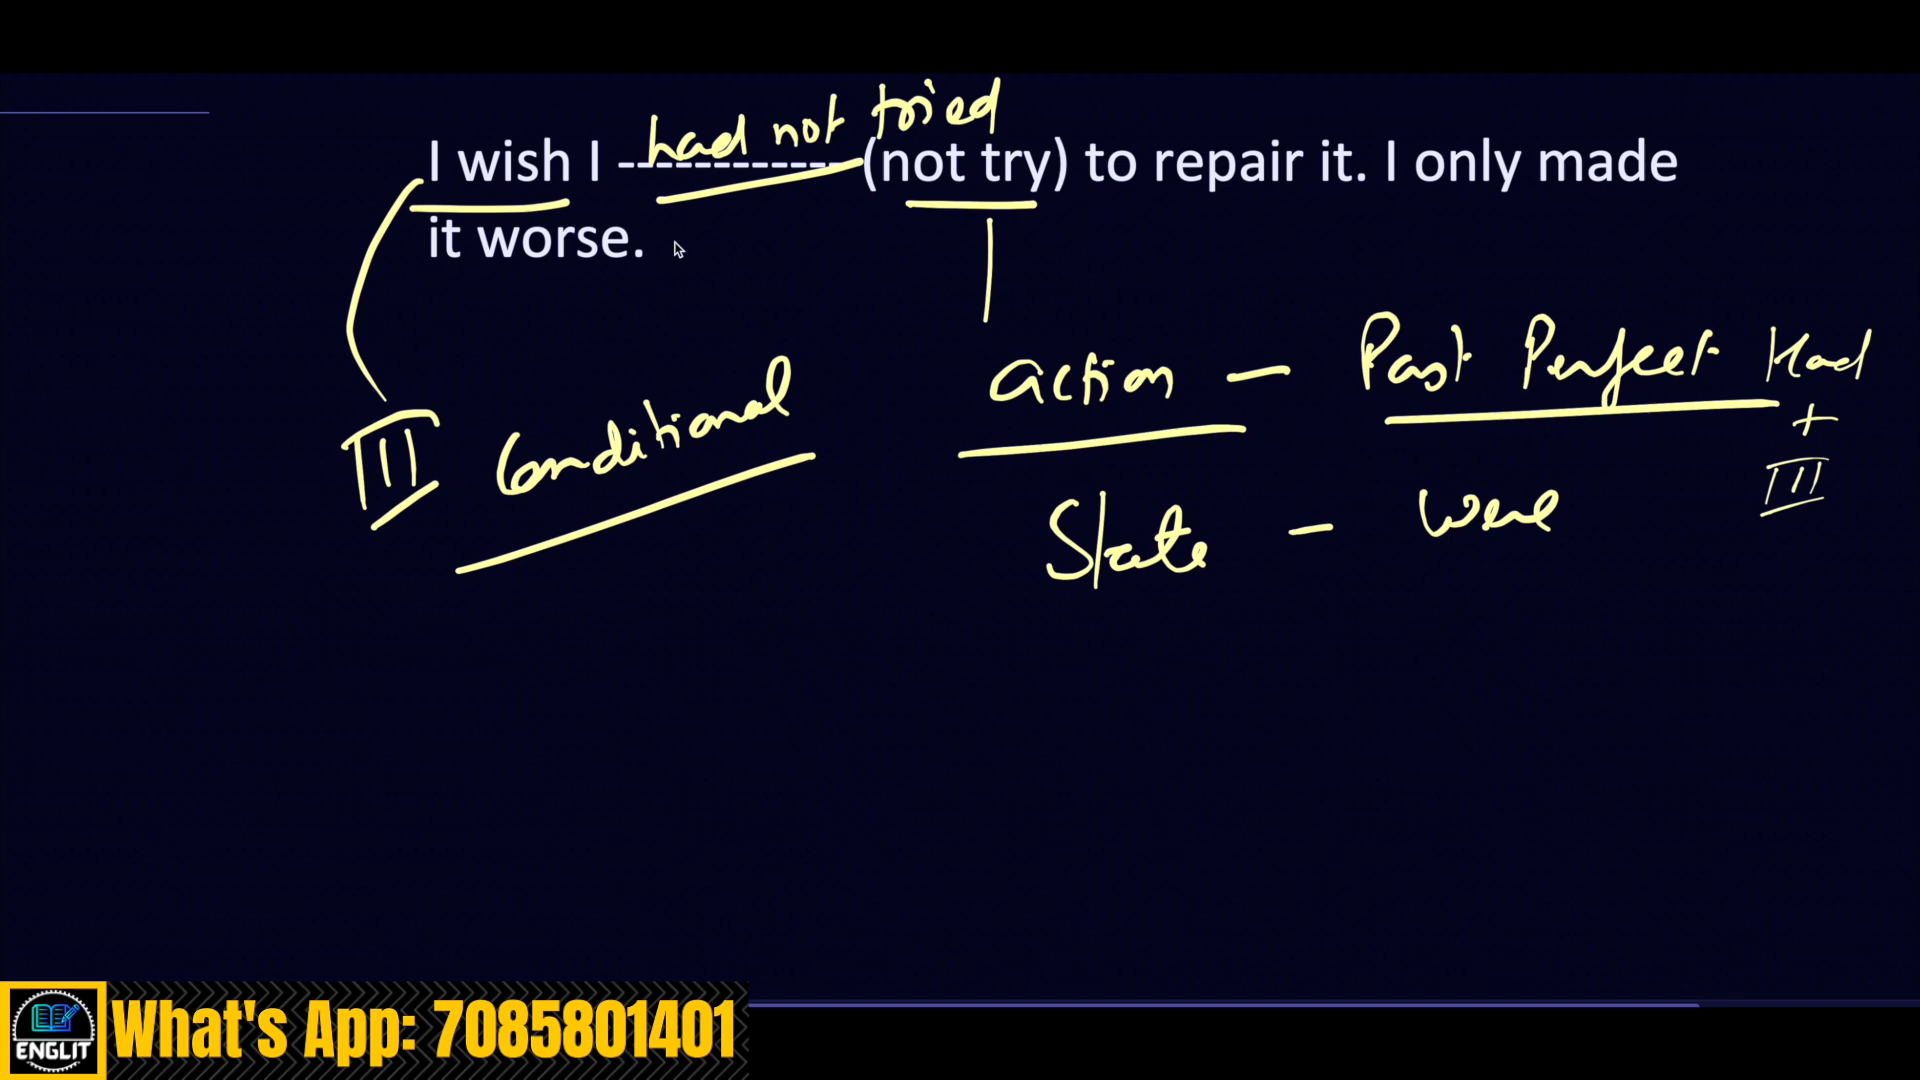 had not tried
I wish I ------------ (not try) to repair it. I only made
it worse.
III Conditional
action - Past Perfect Had
+
III
State - were
What's App: 7085801401
ENGLIT